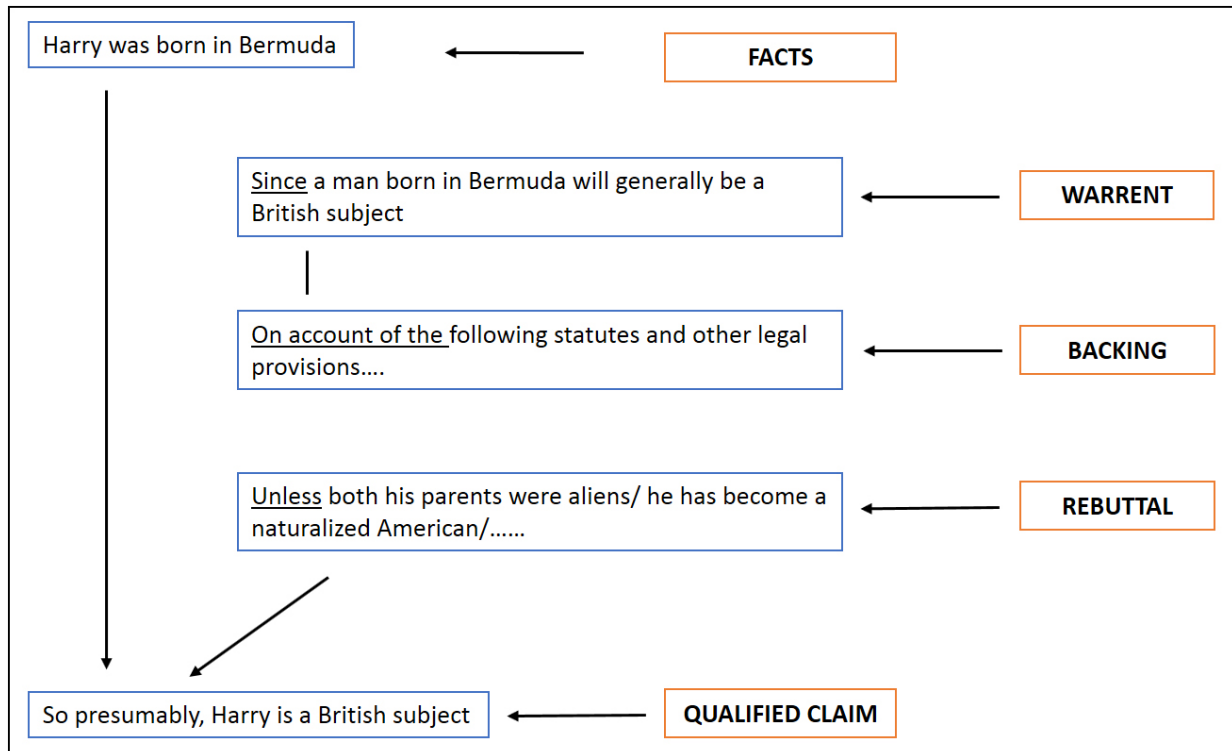 Harry was born in Bermuda
FACTS
Since a man born in Bermuda will generally be a
British subject
WARRENT
On account of the following statutes and other legal
provisions....
BACKING
Unless both his parents were aliens/ he has become a
naturalized American/......
REBUTTAL
So presumably, Harry is a British subject
QUALIFIED CLAIM